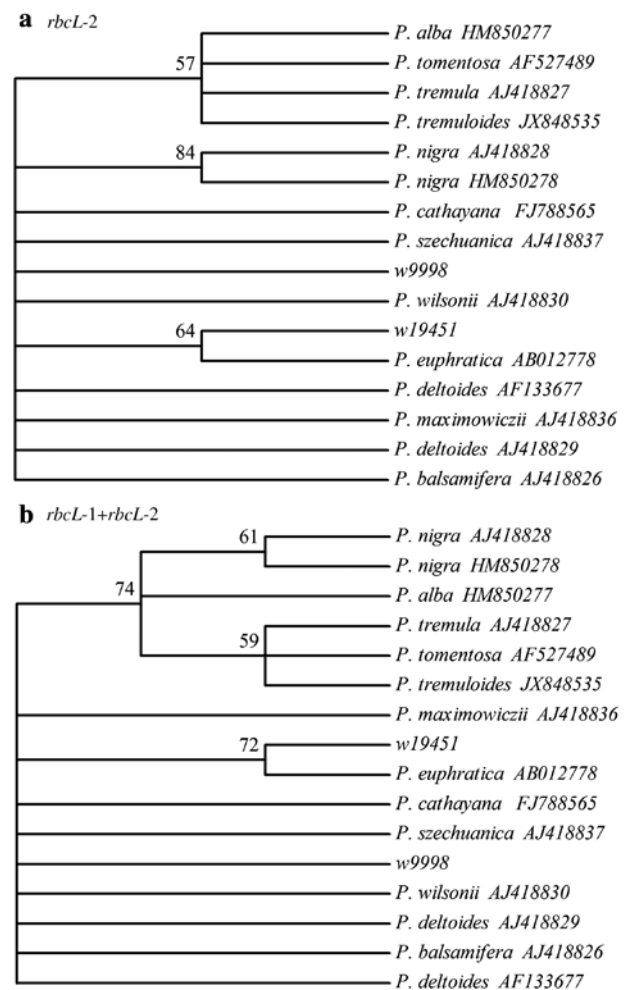 a rbcL-2
P. alba HM850277
57
P. tomentosa AF527489
P. tremula AJ418827
P. tremuloides JX848535
84
P. nigra AJ418828
P. nigra HM850278
P. cathayana FJ788565
P. szechuanica AJ418837
w9998
P. wilsonii AJ418830
64
w19451
P. euphratica AB012778
P. deltoides AF133677
P. maximowiczii AJ418836
P. deltoides AJ418829
P. balsamifera AJ418826
b rbcL-1+rbcL-2
61
P. nigra AJ418828
P. nigra HM850278
74
P. alba HM850277
P. tremula AJ418827
59
P. tomentosa AF527489
P. tremuloides JX848535
P. maximowiczii AJ418836
72
w19451
P. euphratica AB012778
P. cathayana FJ788565
P. szechuanica AJ418837
w9998
P. wilsonii AJ418830
P. deltoides AJ418829
P. balsamifera AJ418826
P. deltoides AF133677